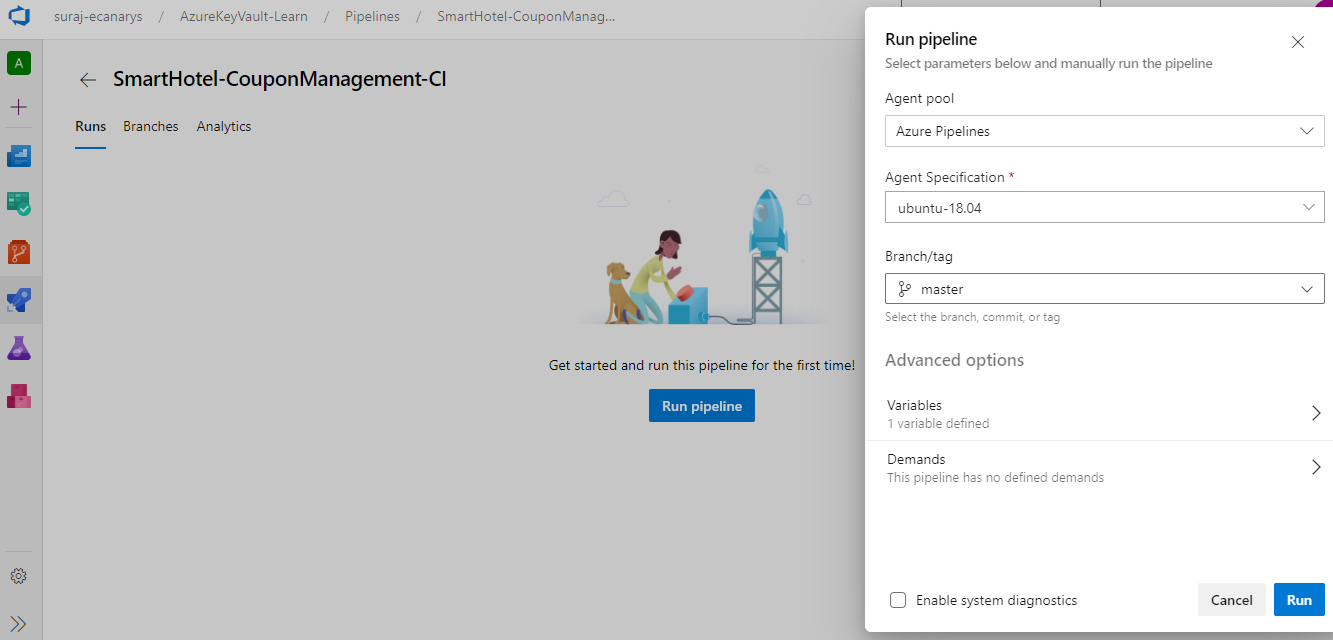 suraj-ecanarys / AzureKeyVault-Learn / Pipelines / SmartHotel-CouponManag...
A
SmartHotel-CouponManagement-CI
Runs Branches Analytics
Get started and run this pipeline for the first time!
Run pipeline
Run pipeline
Select parameters below and manually run the pipeline
Agent pool
Azure Pipelines
Agent Specification *
ubuntu-18.04
Branch/tag
master
Select the branch, commit, or tag
Advanced options
Variables
1 variable defined
Demands
This pipeline has no defined demands
Enable system diagnostics
Cancel
Run